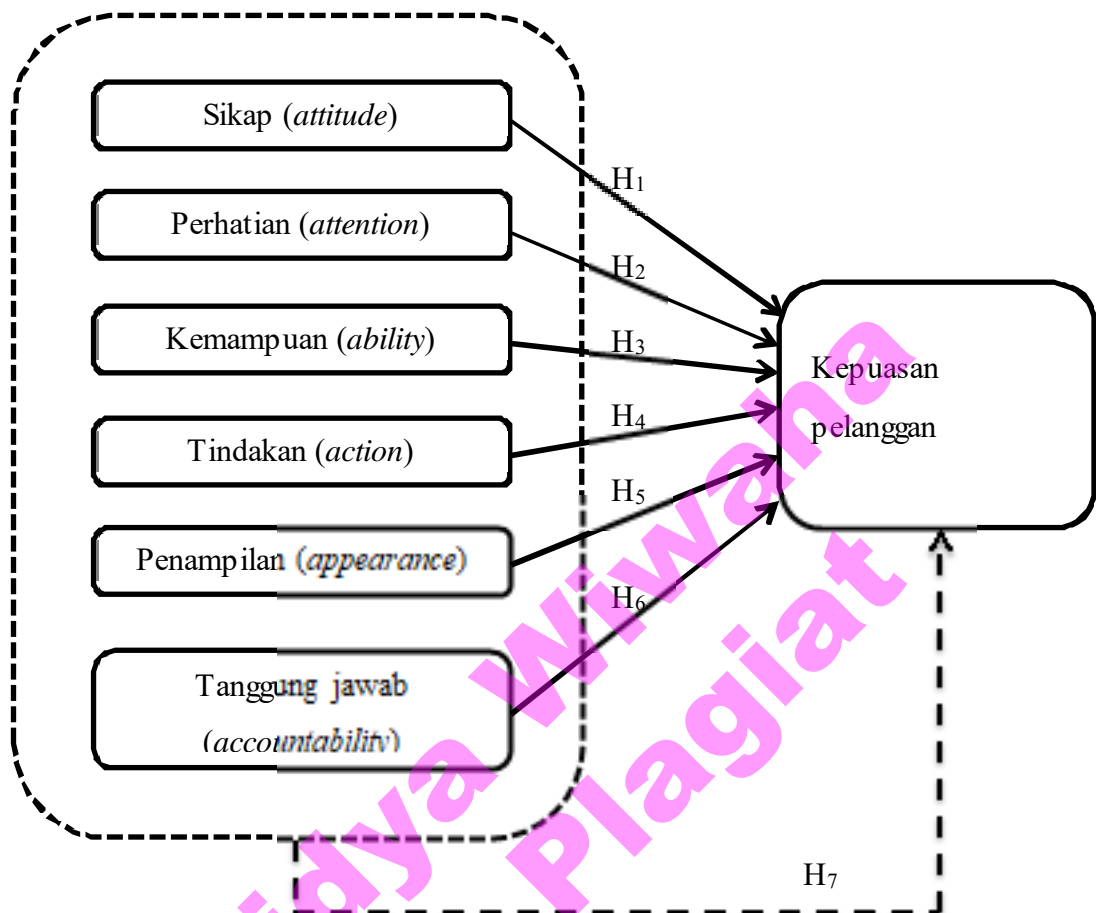 Sikap (attitude)
H1
Perhatian (attention)
H2
Kemampuan (ability)
H3
Kepuasan
pelanggan
Tindakan (action)
H4
Penampilan (appearance)
H5
H6
Tanggung jawab
(accountability)
H7
Wiwaha
Plagiat